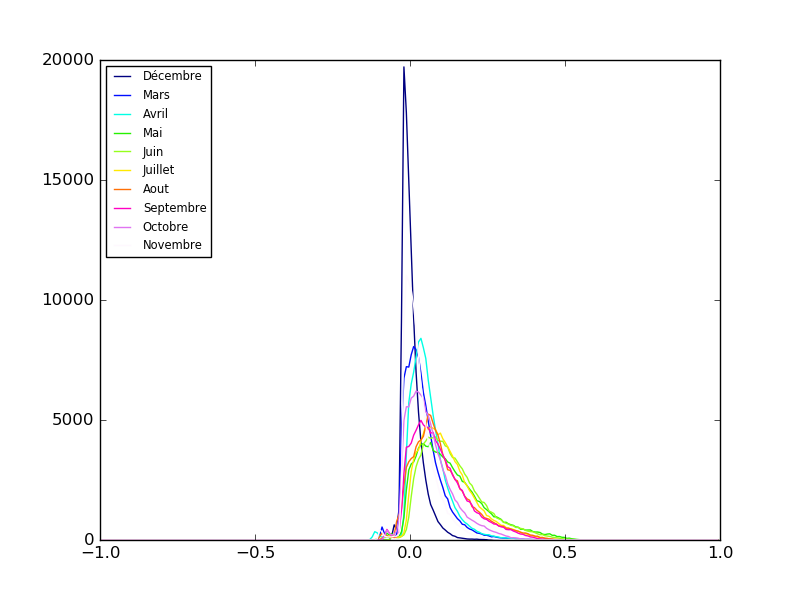 20000
15000
10000
5000
0
−1.0
−0.5
0.0
0.5
1.0
Décembre
Mars
Avril
Mai
Juin
Juillet
Aout
Septembre
Octobre
Novembre